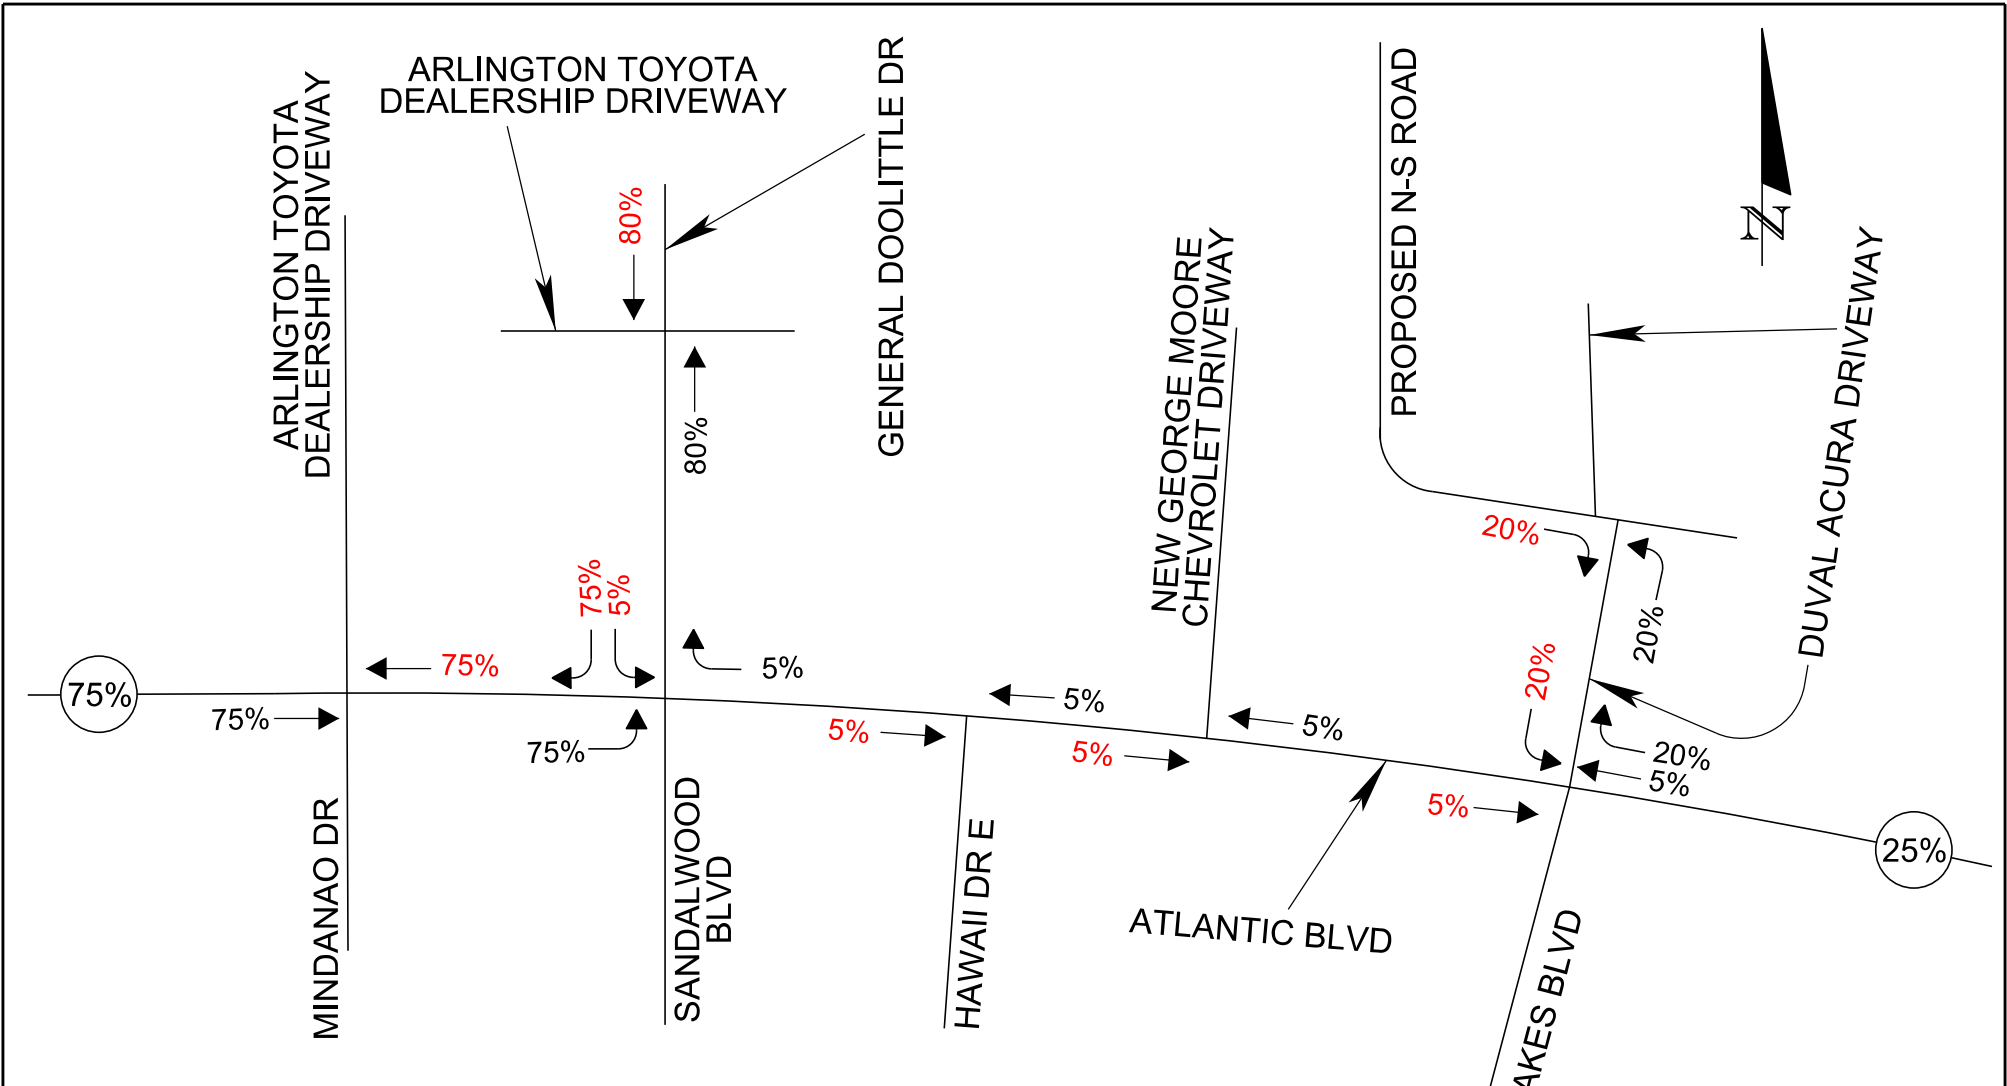 ARLINGTON TOYOTA
DEALERSHIP DRIVEWAY
ARLINGTON TOYOTA
DEALERSHIP DRIVEWAY
GENERAL DOOLITTLE DR
PROPOSED N-S ROAD
N
80%
80%
NEW GEORGE MOORE
CHEVROLET DRIVEWAY
DUVAL ACURA DRIVEWAY
20%
20%
75%
5%
75%
75%
75%
5%
75%
5%
5%
5%
5%
20%
20%
5%
5%
25%
MINDANAO DR
SANDALWOOD
BLVD
HAWAII DR E
ATLANTIC BLVD
AKES BLVD